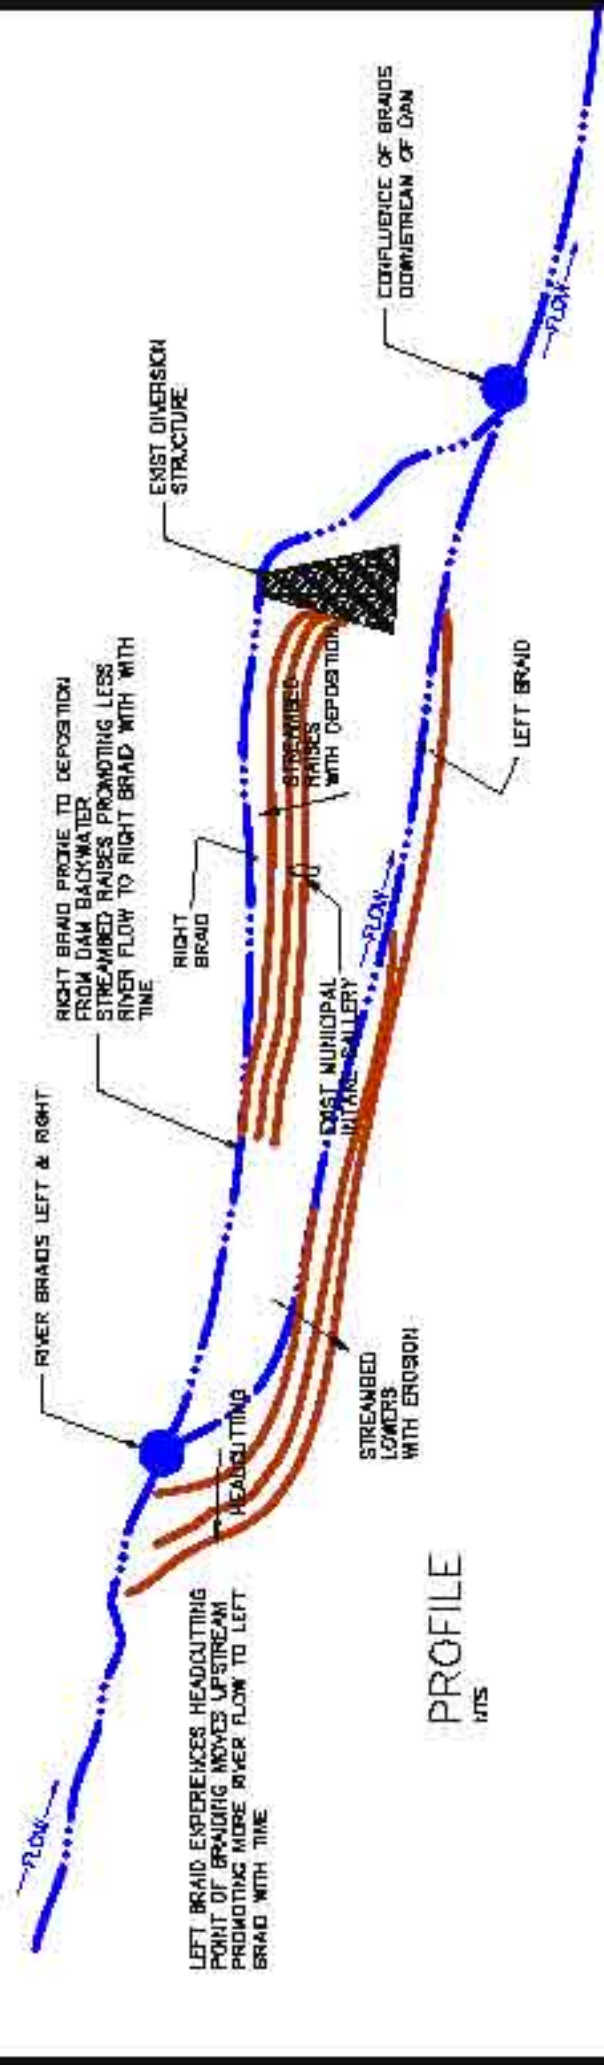 FLOW
LEFT BRAID EXPERIENCES HEADCUTTING
POINT OF BRAIDING MOVES UPSTREAM
PROMOTING MORE RIVER FLOW TO LEFT
BRAID WITH TIME
RIVER BRAIDS LEFT & RIGHT
HEADCUTTING
STREAMBED
LOWERS
WITH EROSION
RIGHT BRAID PRONE TO DEPOSITION
FROM DAM BACKWATER
STREAMBED RAISES PROMOTING LESS
RIVER FLOW TO RIGHT BRAID WITH WITH
TIME
RIGHT
BRAID
EXIST MUNICIPAL
INTAKE GALLERY
FLOW
STREAMBED
RAISES
WITH DEPOSITION
LEFT BRAID
EXIST DIVERSION
STRUCTURE
CONFLUENCE OF BRAIDS
DOWNSTREAM OF DAM
FLOW
PROFILE
NTS